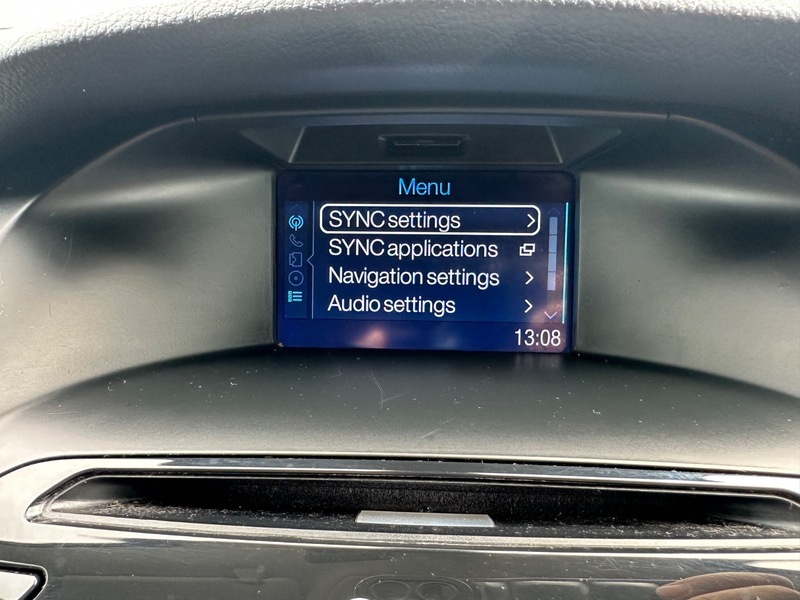 Menu
SYNC settings
SYNC applications
Navigation settings
Audio settings
13:08